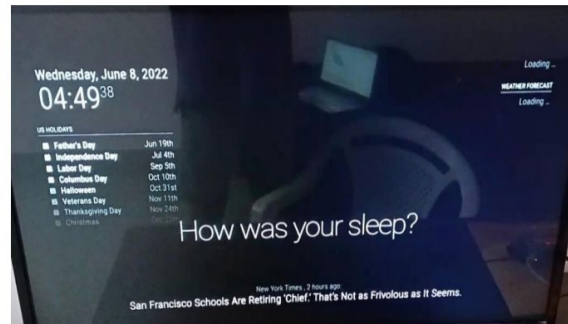 Wednesday, June 8, 2022
04:49 38
US HOLIDAYS
Father's Day Jun 19th
Independence Day Jul 4th
Labor Day Sep 5th
Columbus Day Oct 10th
Halloween Oct 31st
Veterans Day Nov 11th
Thanksgiving Day Nov 24th
Christmas
Loading ...
WEATHER FORECAST
Loading ...
How was your sleep?
New York Times , 2 hours ago:
San Francisco Schools Are Retiring 'Chief.' That's Not as Frivolous as It Seems.